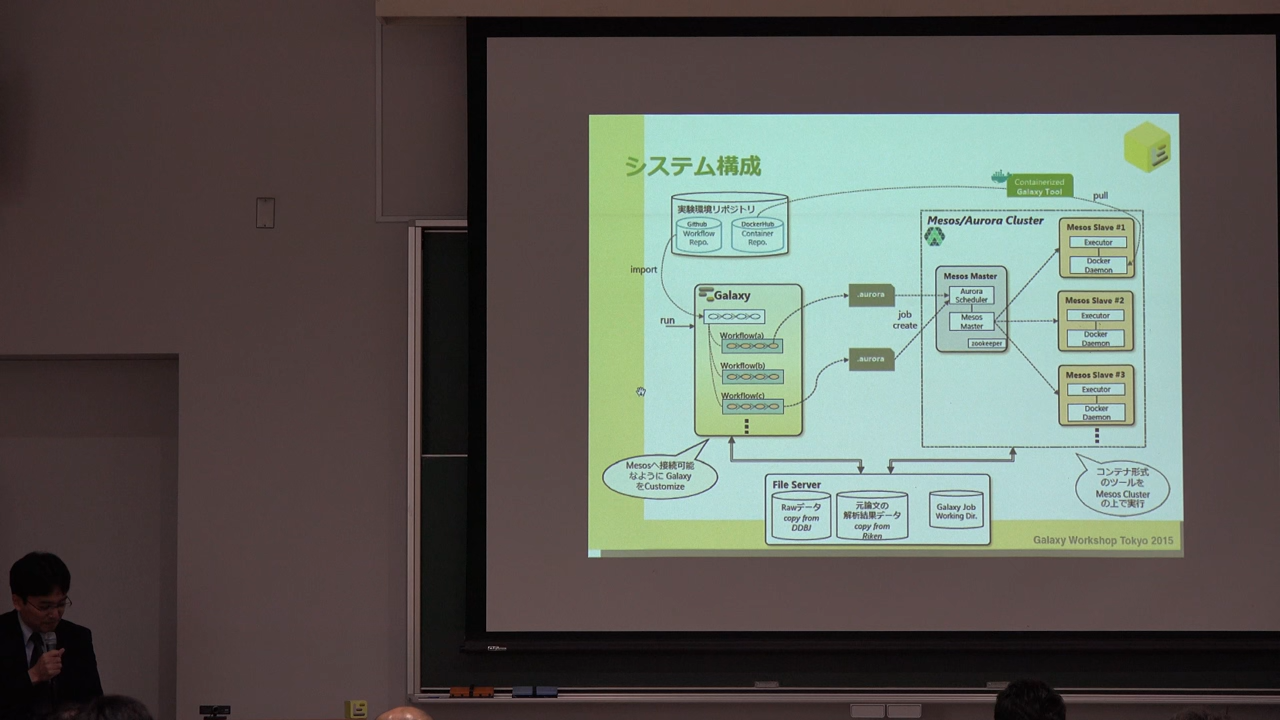 システム構成
Containerized
Galaxy Tool
pull
実験環境リポジトリ
Github
Workflow
Repo.
DockerHub
Container
Repo.
import
run
Galaxy
Workflow(a)
Workflow(b)
Workflow(c)
.aurora
.aurora
job
create
Mesos/Aurora Cluster
Mesos Master
Aurora
Scheduler
Mesos
Master
zookeeper
Mesos Slave #1
Executor
Docker
Daemon
Mesos Slave #2
Executor
Docker
Daemon
Mesos Slave #3
Executor
Docker
Daemon
Mesosへ接続可能
なように Galaxy
をCustomize
File Server
Rawデータ
copy from
DDBJ
元論文の
解析結果データ
copy from
Riken
Galaxy Job
Working Dir.
コンテナ形式
のツールを
Mesos Cluster
の上で実行
Galaxy Workshop Tokyo 2015